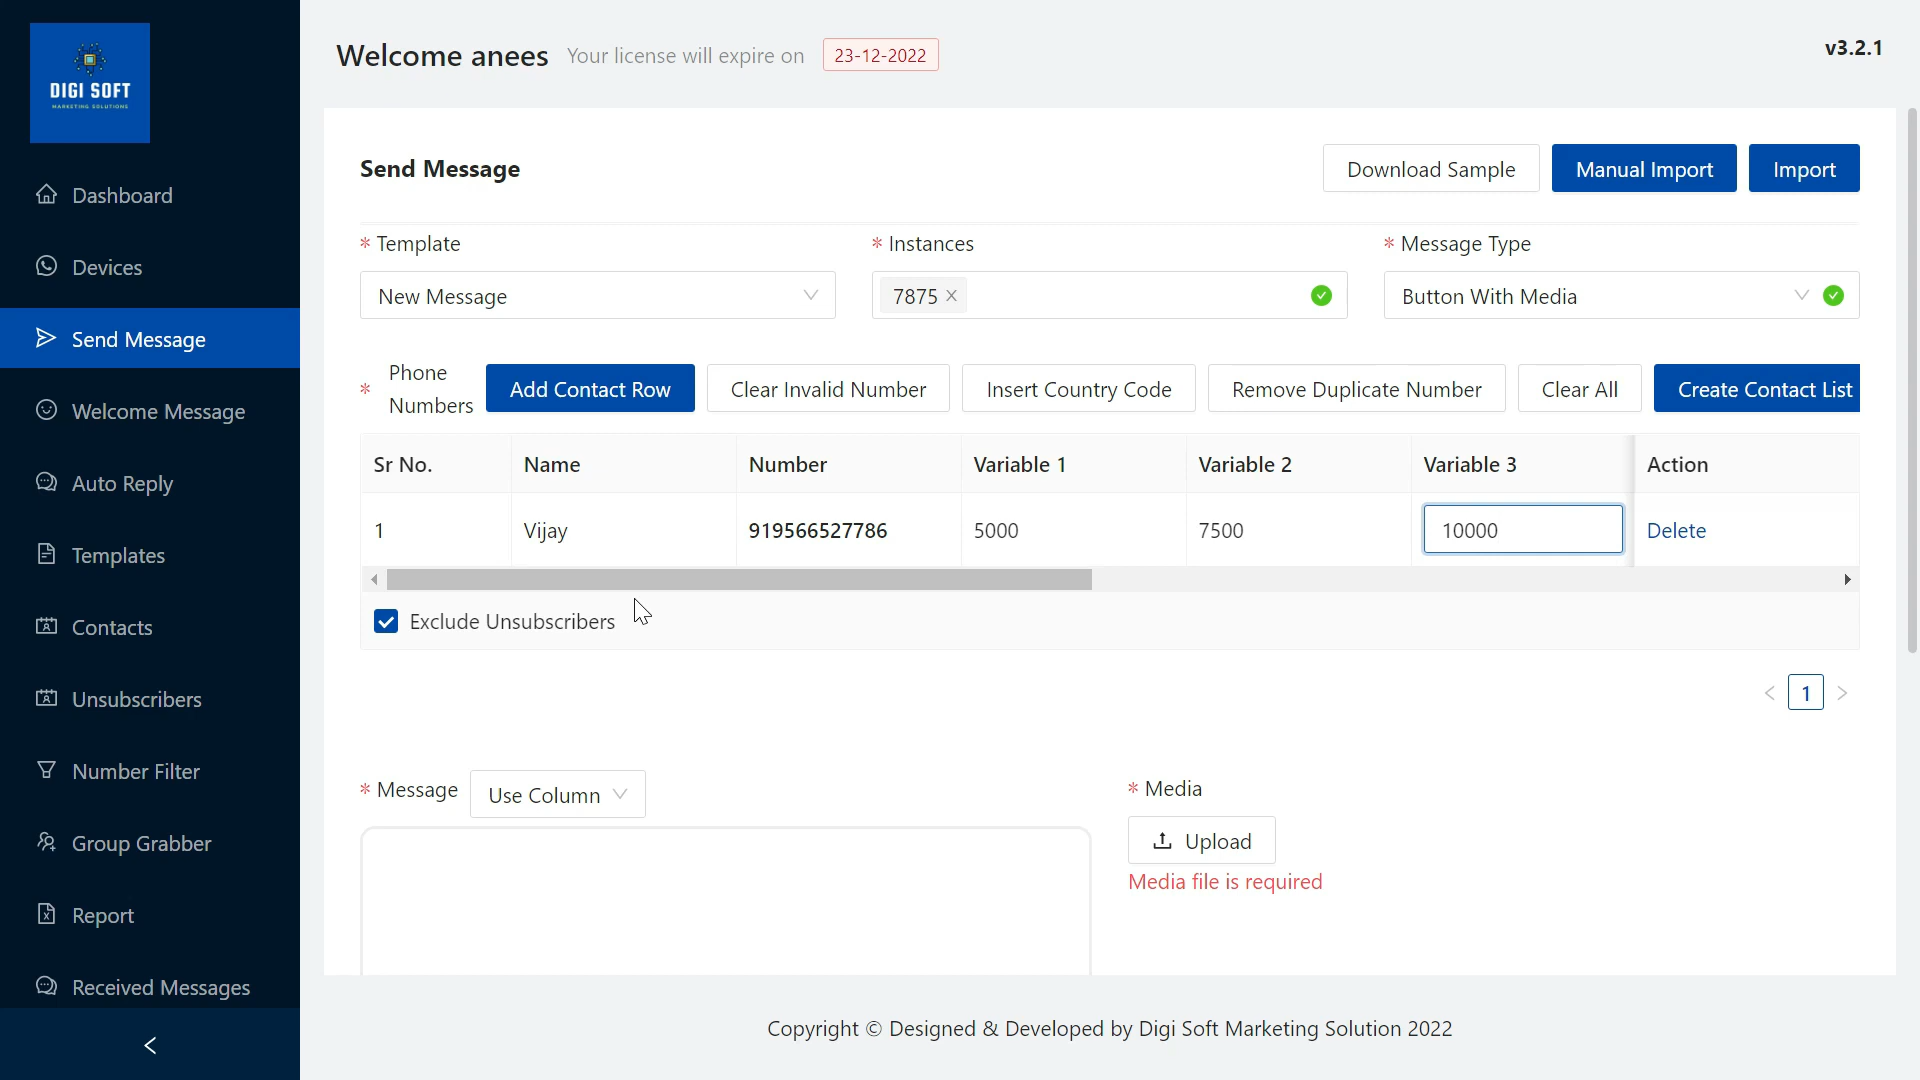 DIGI SOFT
MARKETING SOLUTIONS
Welcome anees Your license will expire on 23-12-2022
v3.2.1
Dashboard
Devices
Send Message
Welcome Message
Auto Reply
Templates
Contacts
Unsubscribers
Number Filter
Group Grabber
Report
Received Messages
Send Message
Download Sample Manual Import Import
* Template * Instances * Message Type
New Message 7875 Button With Media
* Phone Numbers Add Contact Row Clear Invalid Number Insert Country Code Remove Duplicate Number Clear All Create Contact List
Sr No. Name Number Variable 1 Variable 2 Variable 3 Action
1 Vijay 919566527786 5000 7500 10000 Delete
Exclude Unsubscribers
1
* Message Use Column
* Media
Upload
Media file is required
Copyright © Designed & Developed by Digi Soft Marketing Solution 2022